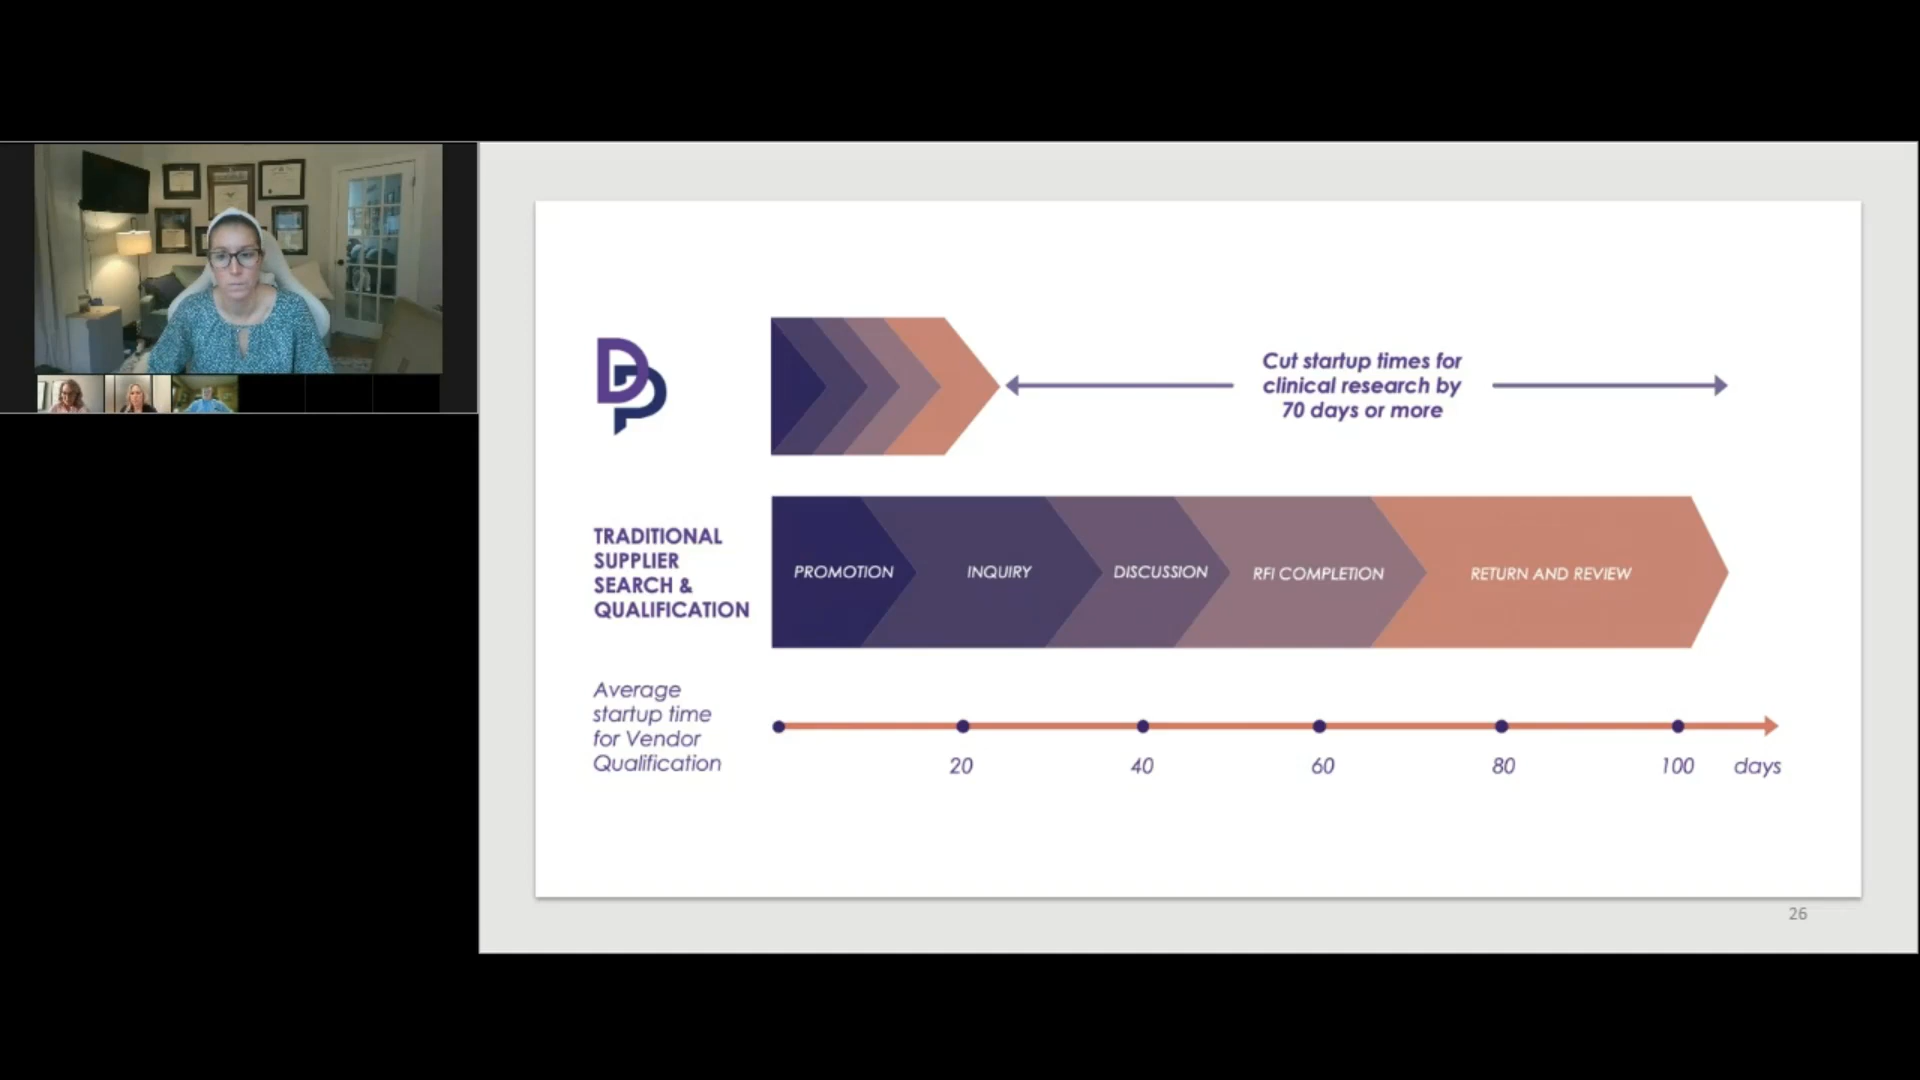 DP
Cut startup times for
clinical research by
70 days or more
TRADITIONAL
SUPPLIER
SEARCH &
QUALIFICATION
PROMOTION
INQUIRY
DISCUSSION
RFI COMPLETION
RETURN AND REVIEW
Average
startup time
for Vendor
Qualification
20
40
60
80
100
days
26